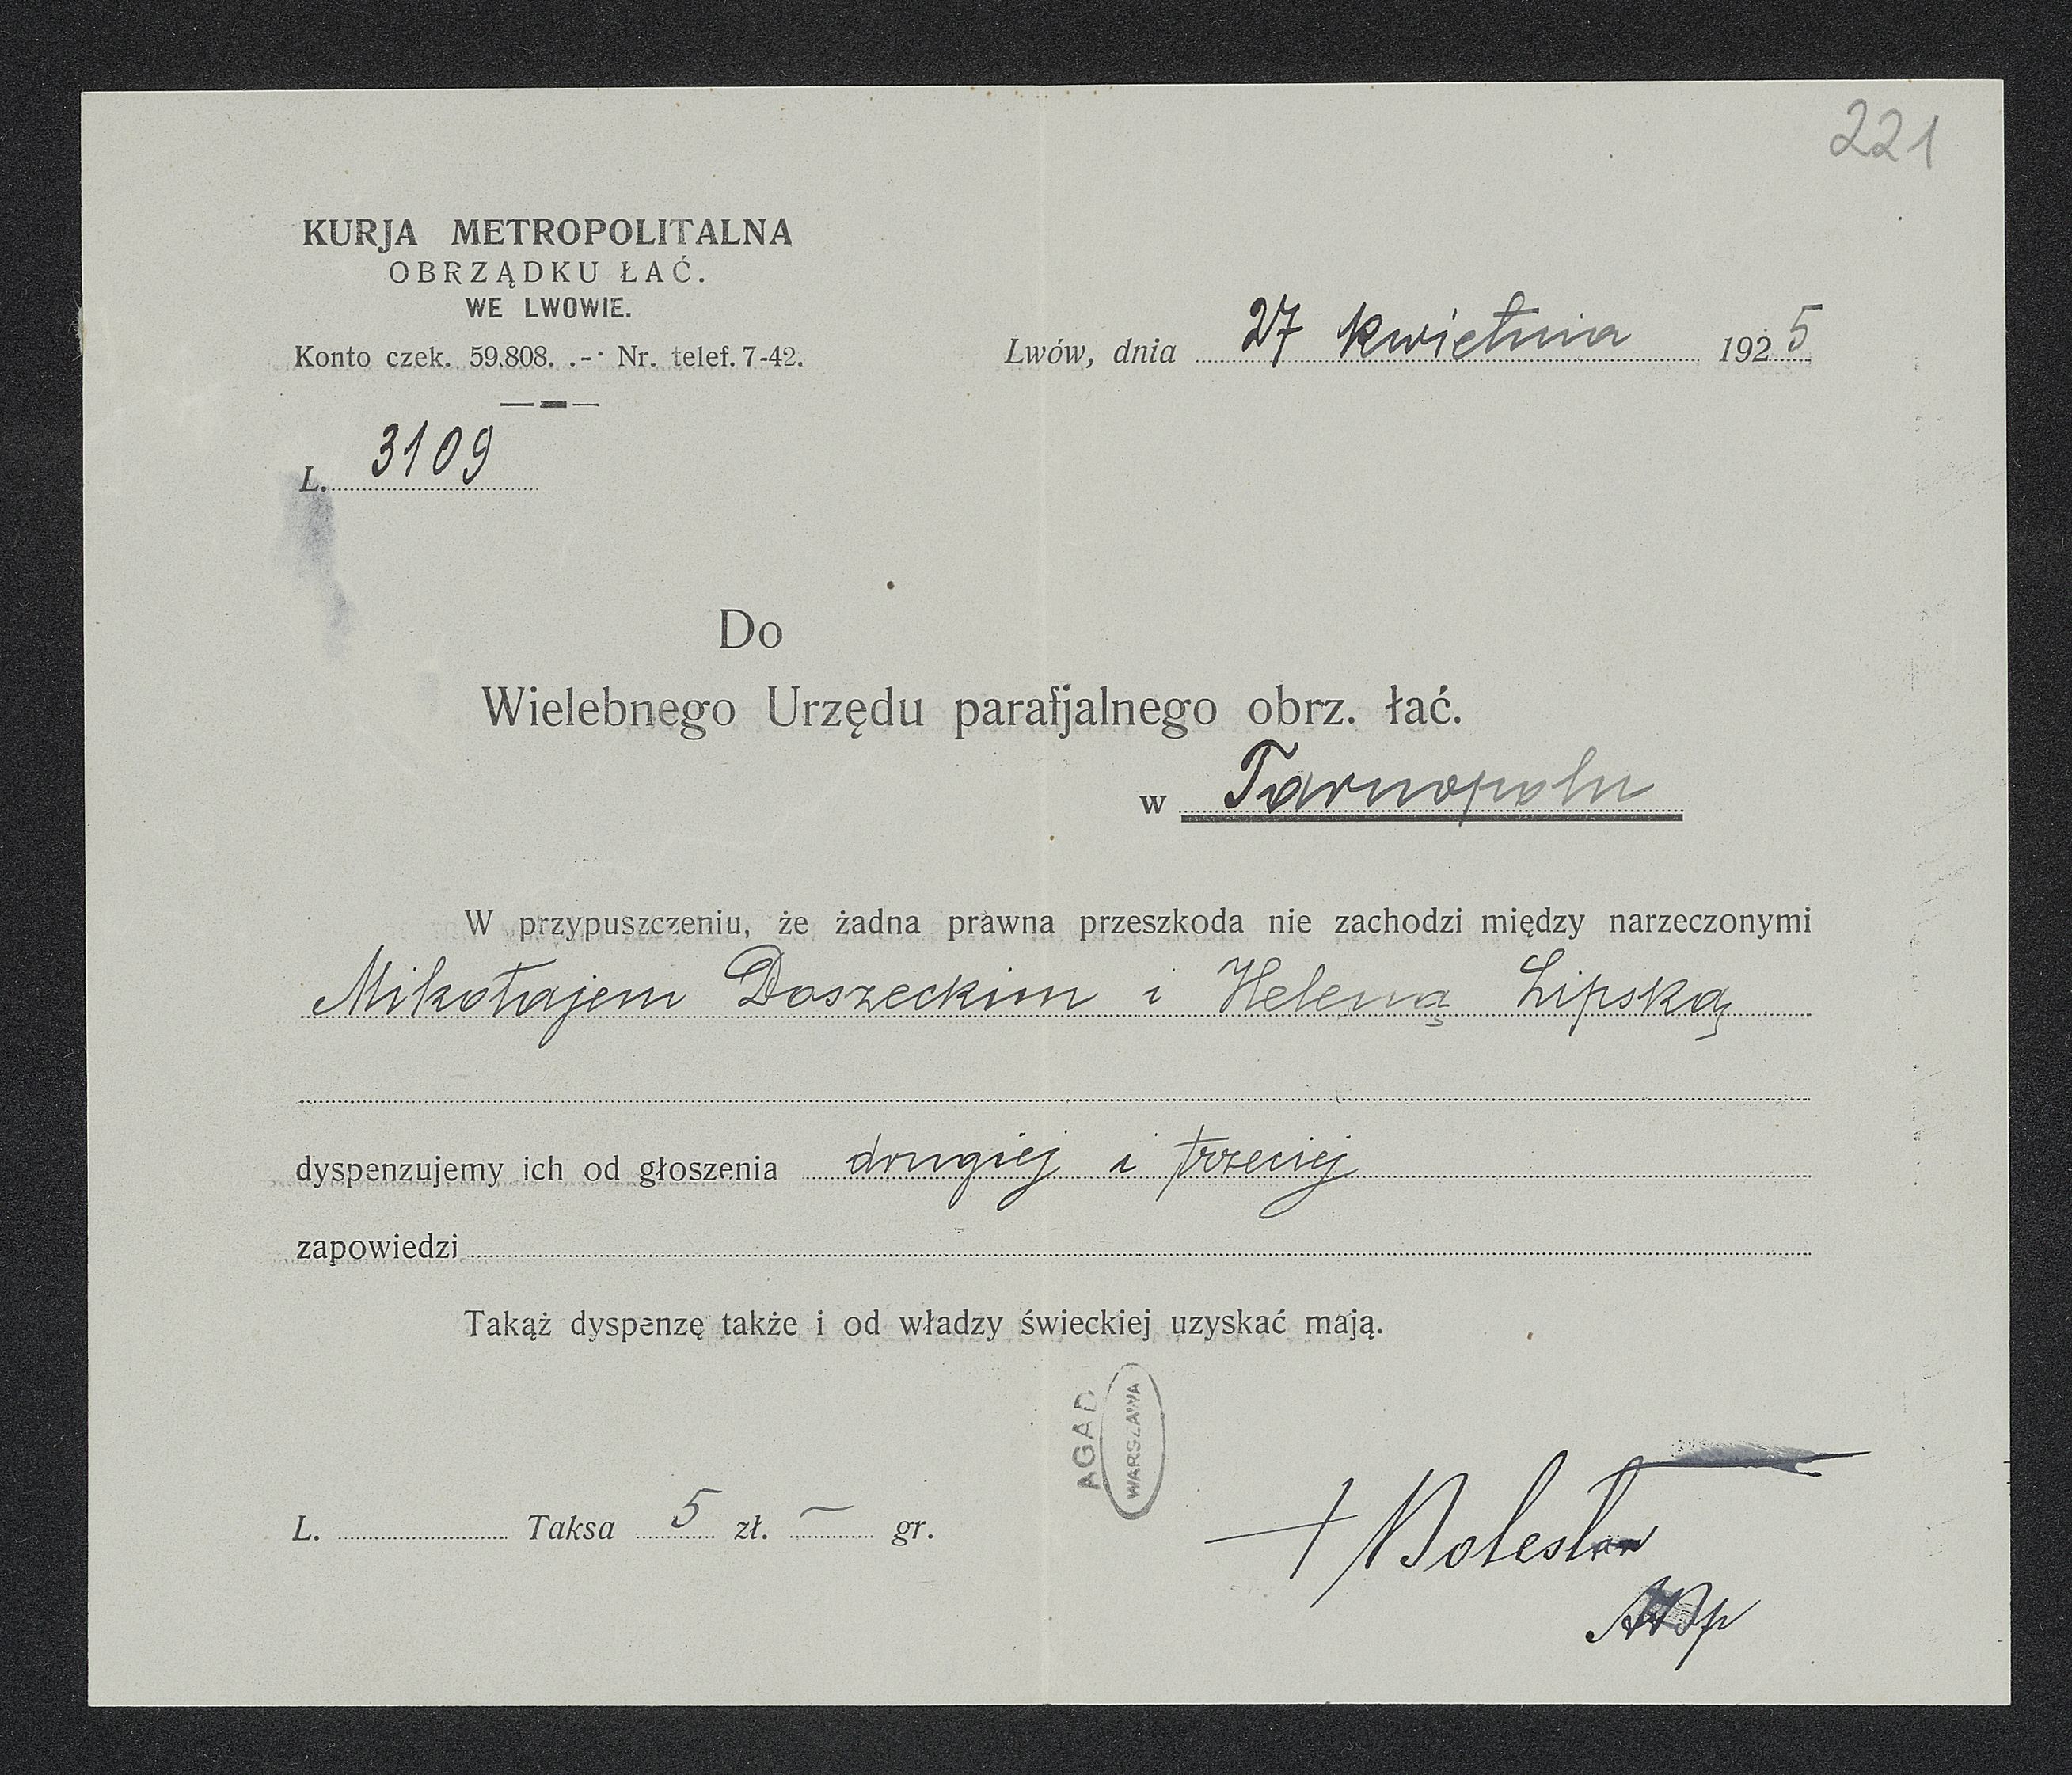 221
KURJA METROPOLITALNA
OBRZĄDKU ŁAĆ.
WE LWOWIE.
Konto czek. 59.808. .-· Nr. telef. 7-42.
Lwów, dnia 27 kwietnia 1925
L. 3109
Do
Wielebnego Urzędu parafjalnego obrz. łać.
w Tarnopolu
W przypuszczeniu, że żadna prawna przeszkoda nie zachodzi między narzeczonymi
Mikołajem Doszeckim i Heleną Lipską
dyspenzujemy ich od głoszenia drugiej i trzeciej
zapowiedzi
Takąż dyspenzę także i od władzy świeckiej uzyskać mają.
AGAD
WARSZAWA
L. Taksa 5 zł. — gr.
+ Bolesław